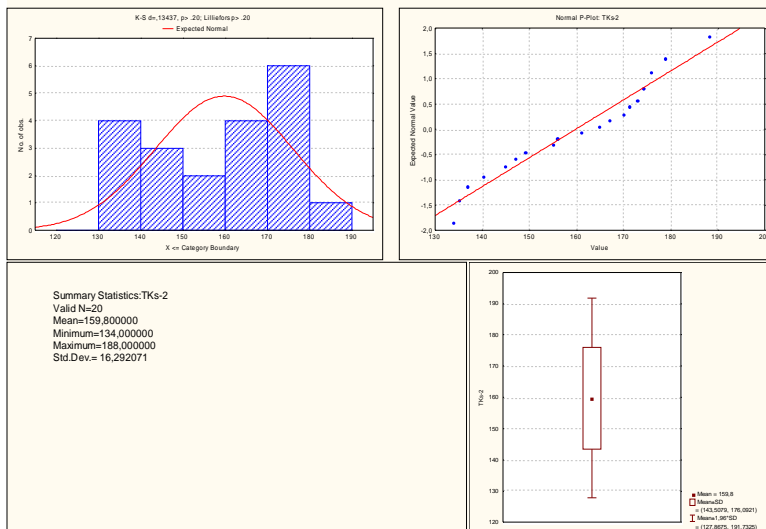 K-S d=,13437, p> .20; Lilliefors p> .20
Expected Normal
No. of obs.
7
6
5
4
3
2
1
0
120 130 140 150 160 170 180 190
X <= Category Boundary
Normal P-Plot: TKs-2
Expected Normal Value
2,0
1,5
1,0
0,5
0,0
-0,5
-1,0
-1,5
-2,0
130 140 150 160 170 180 190 200
Value
Summary Statistics:TKs-2
Valid N=20
Mean=159,800000
Minimum=134,000000
Maximum=188,000000
Std.Dev.= 16,292071
TKs-2
200
190
180
170
160
150
140
130
120
Mean = 159,8
Mean±SD
= (143,5079, 176,0921)
Mean±1,96*SD
= (127,8675, 191,7325)